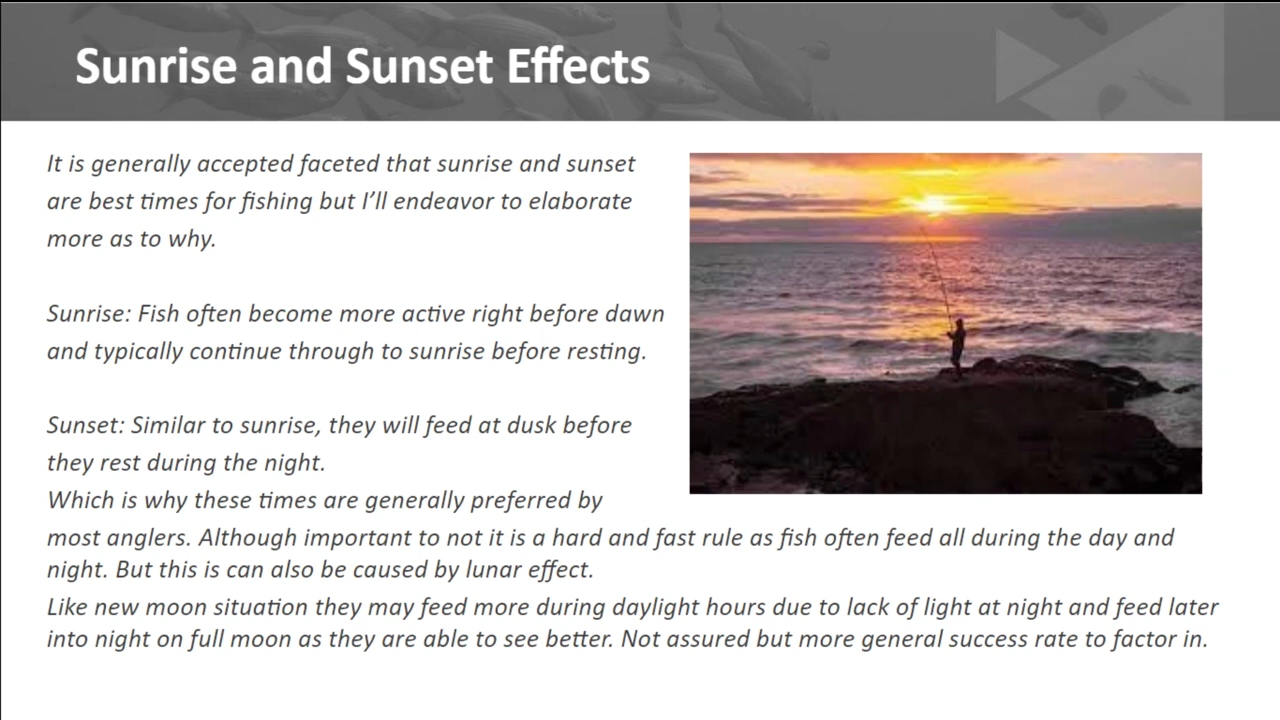 Sunrise and Sunset Effects
It is generally accepted faceted that sunrise and sunset
are best times for fishing but I’ll endeavor to elaborate
more as to why.
Sunrise: Fish often become more active right before dawn
and typically continue through to sunrise before resting.
Sunset: Similar to sunrise, they will feed at dusk before
they rest during the night.
Which is why these times are generally preferred by
most anglers. Although important to not it is a hard and fast rule as fish often feed all during the day and
night. But this is can also be caused by lunar effect.
Like new moon situation they may feed more during daylight hours due to lack of light at night and feed later
into night on full moon as they are able to see better. Not assured but more general success rate to factor in.